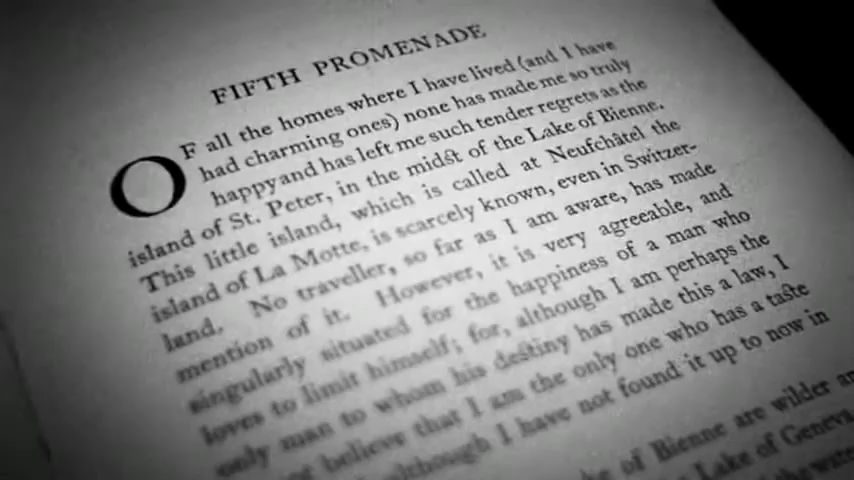 FIFTH PROMENADE
OF all the homes where I have lived (and I have
had charming ones) none has made me so truly
happy and has left me such tender regrets as the
island of St. Peter, in the midst of the Lake of Bienne.
This little island, which is called at Neufchâtel the
island of La Motte, is scarcely known, even in Switzer-
land. No traveller, so far as I am aware, has made
mention of it. However, it is very agreeable, and
singularly situated for the happiness of a man who
loves to limit himself; for, although I am perhaps the
only man to whom his destiny has made this a law, I
believe that I am the only one who has a taste
although I have not found it up to now in
of Bienne are wilder
Lake of Geneva,
the water